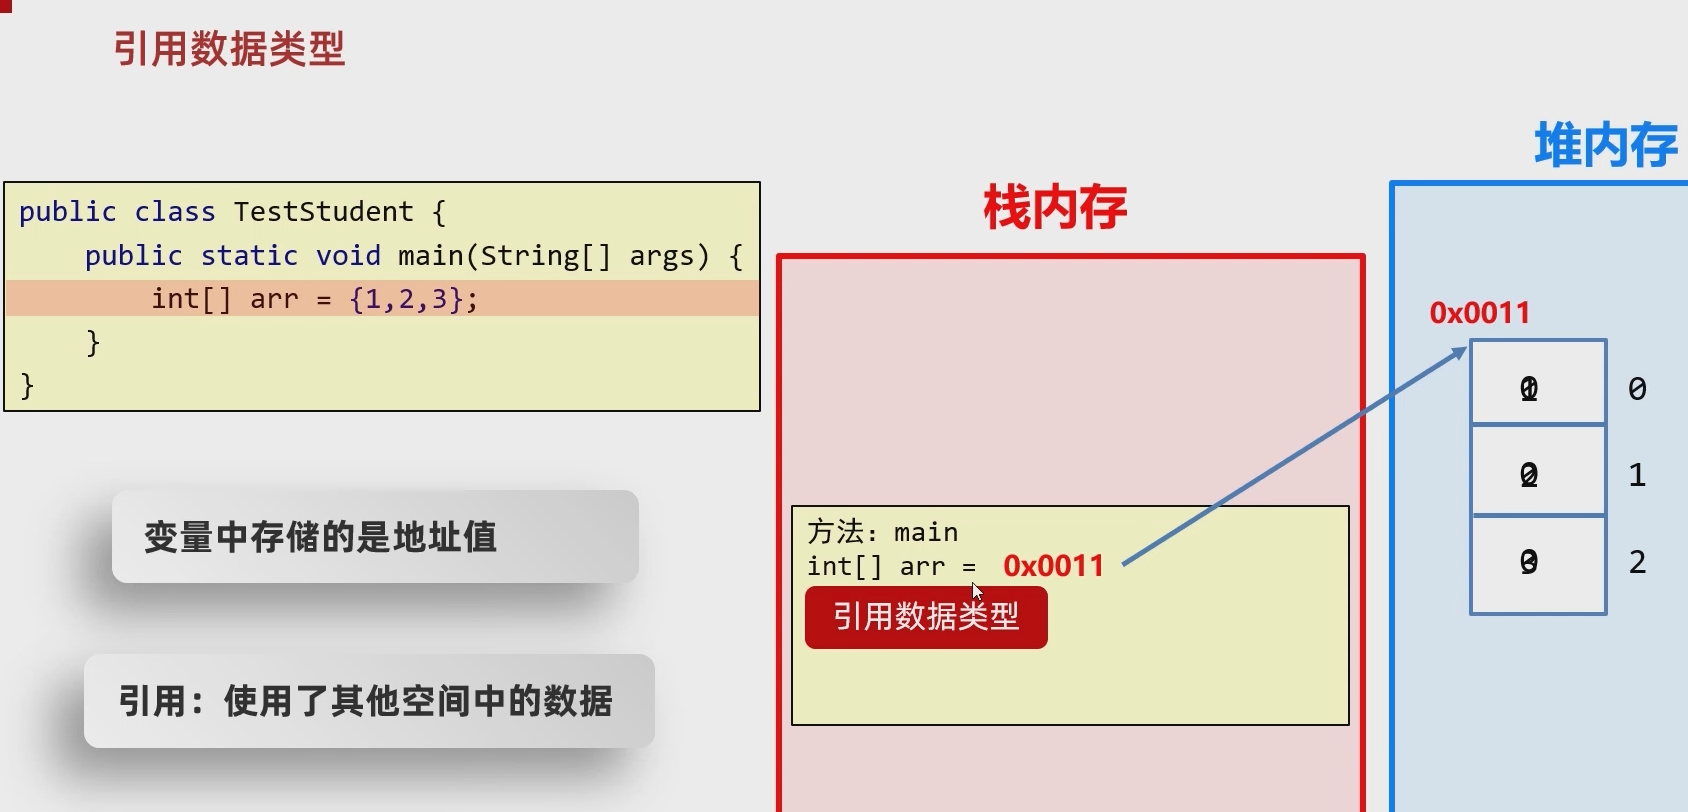 引用数据类型
public class TestStudent {
public static void main(String[] args) {
int[] arr = {1,2,3};
}
}
变量中存储的是地址值
引用：使用了其他空间中的数据
栈内存
方法：main
int[] arr = 0x0011
引用数据类型
堆内存
0x0011
0
1
2